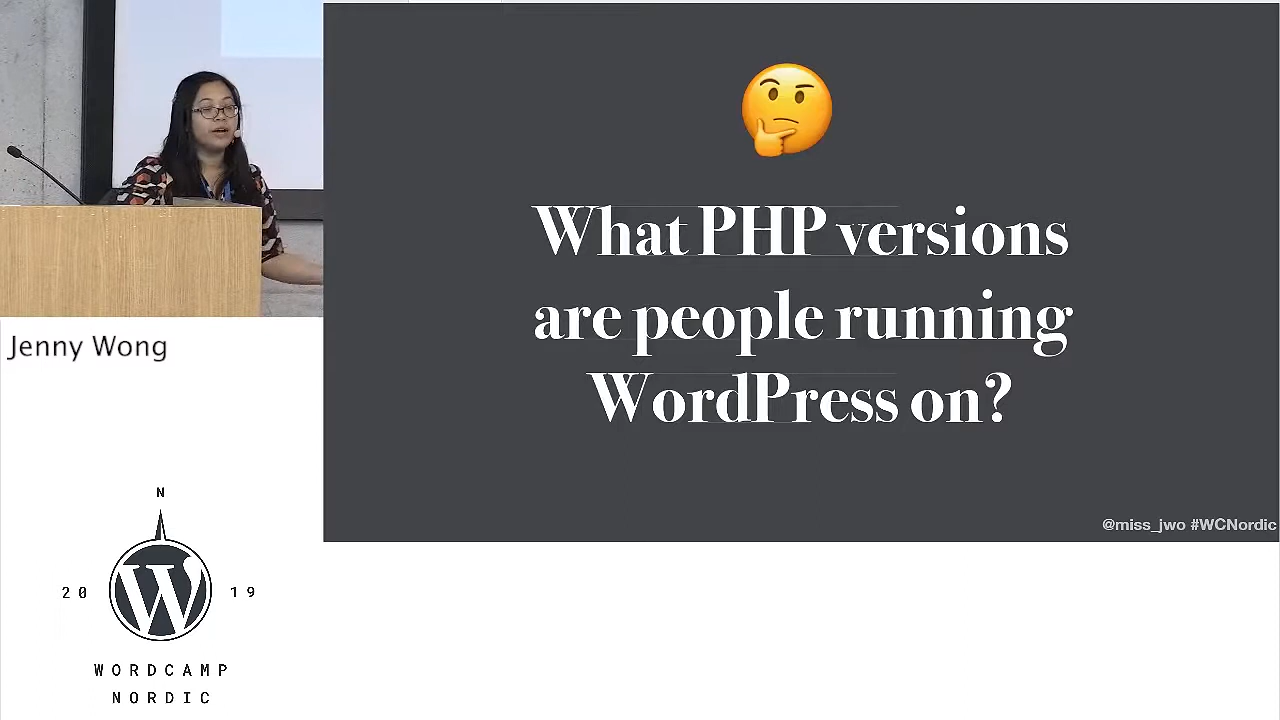 What PHP versions
are people running
WordPress on?
@miss_jwo #WCNordic
Jenny Wong
N
20 19
W
WORDCAMP
NORDIC